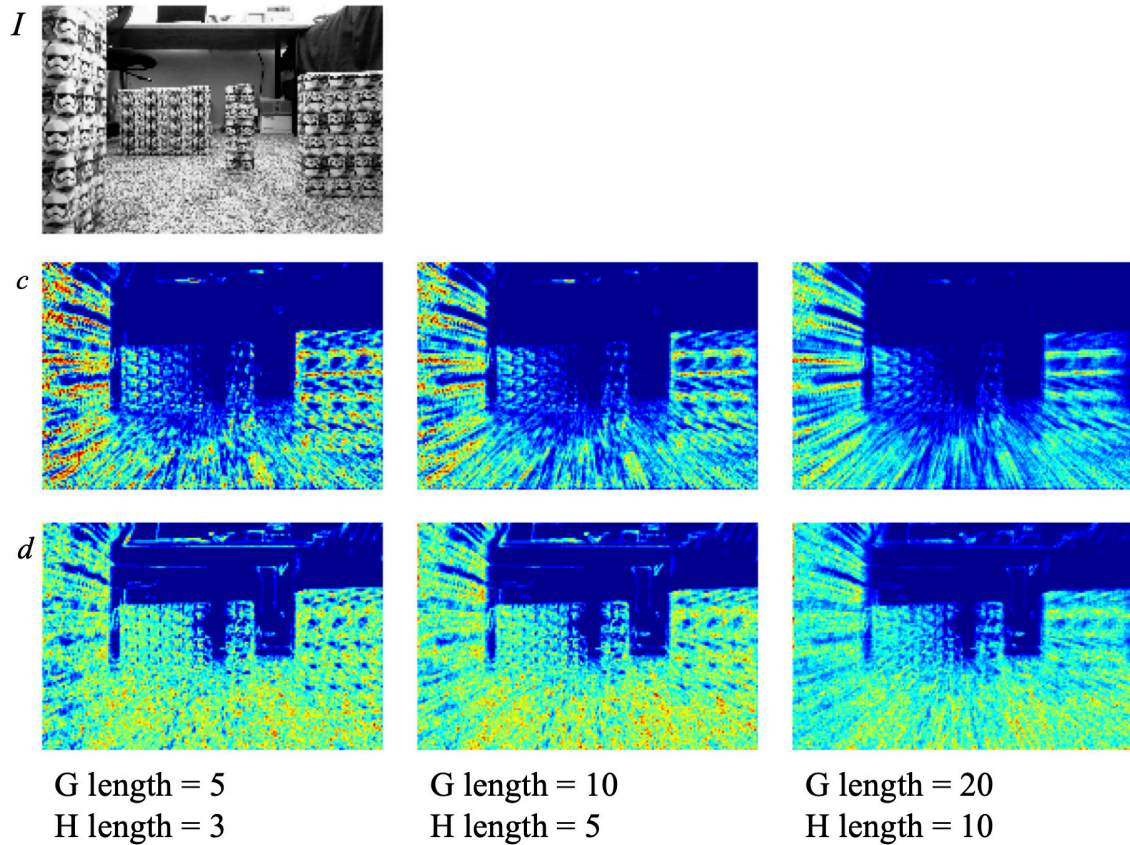 I
c
d
G length = 5
H length = 3
G length = 10
H length = 5
G length = 20
H length = 10